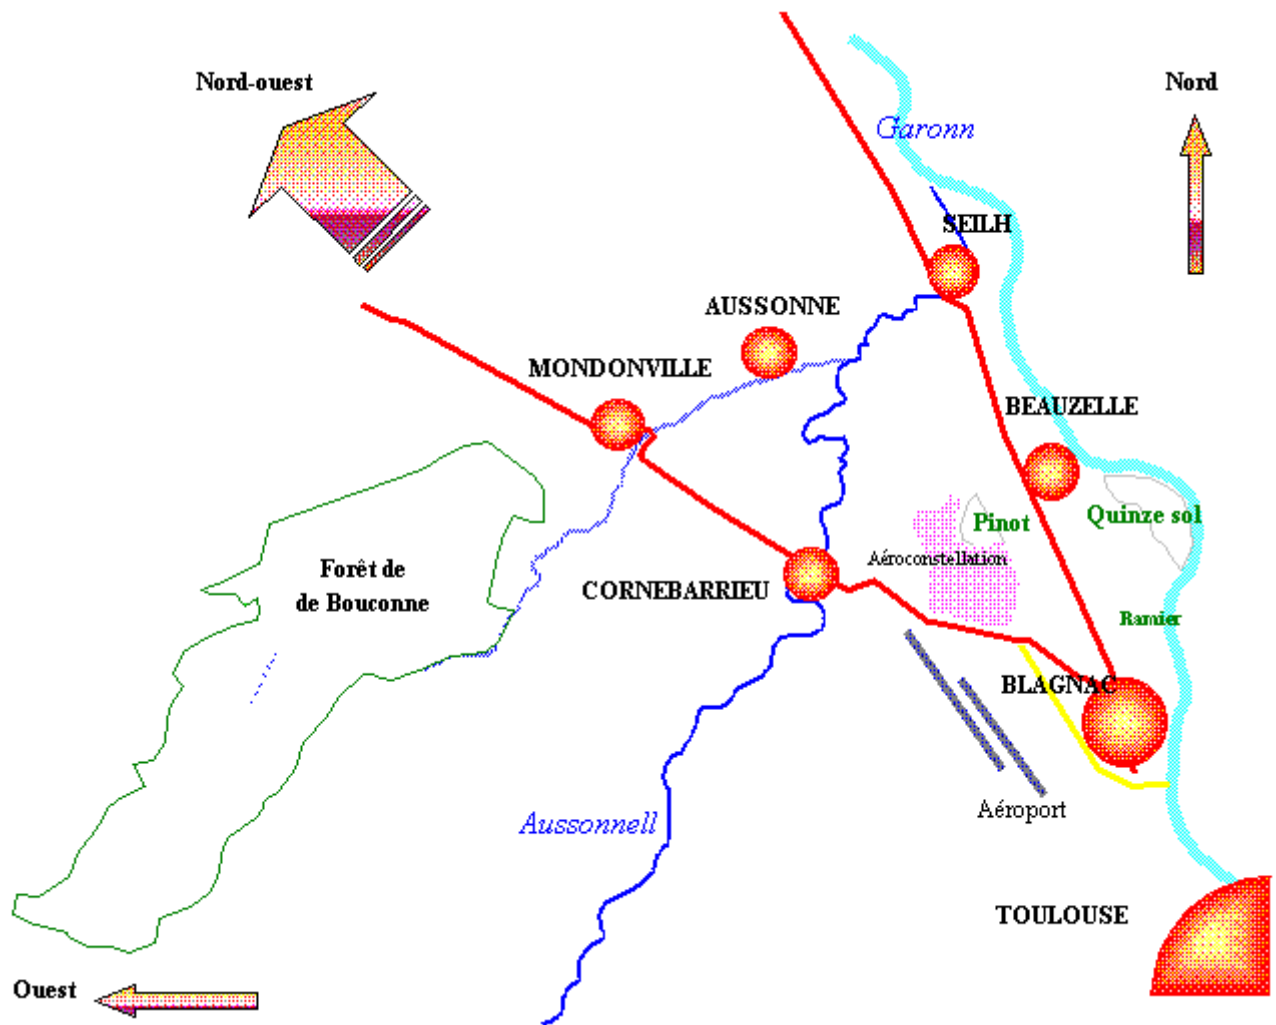 Nord-ouest
Nord
Garonn
SEILH
AUSSONNE
MONDONVILLE
BEAUZELLE
Quinze sol
Pinot
Aéroconstellation
Forêt de
de Bouconne
CORNEBARRIEU
Ramier
BLAGNAC
Aéroport
Aussonnell
TOULOUSE
Ouest